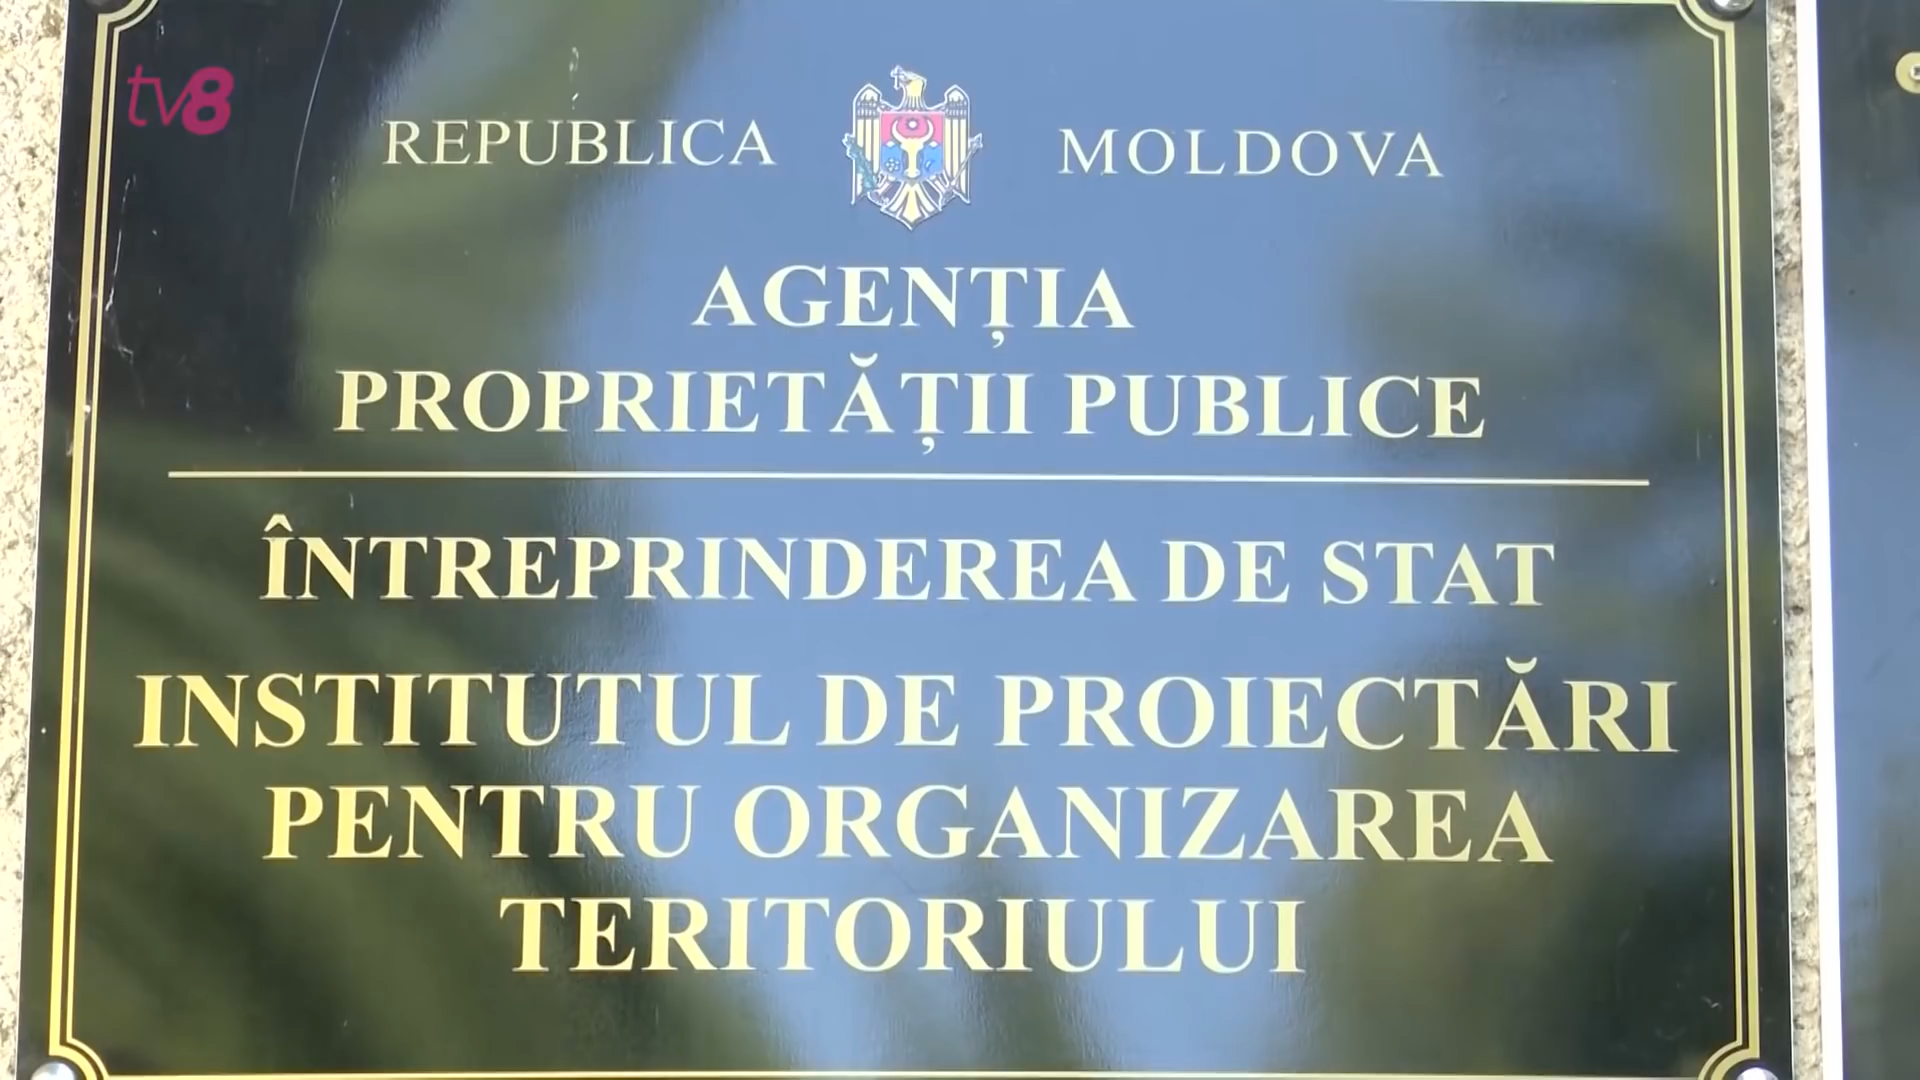 tv8
REPUBLICA MOLDOVA
AGENȚIA
PROPRIETĂȚII PUBLICE
ÎNTREPRINDEREA DE STAT
INSTITUTUL DE PROIECTĂRI
PENTRU ORGANIZAREA
TERITORIULUI